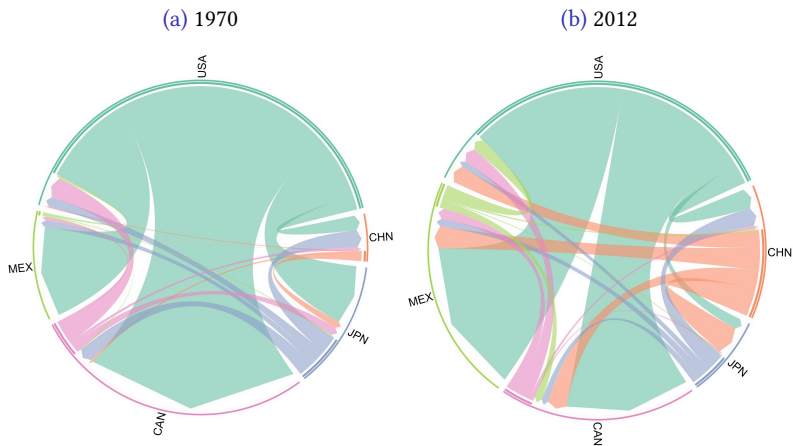 (a) 1970
(b) 2012
USA
CHN
JPN
CAN
MEX
USA
CHN
JPN
CAN
MEX